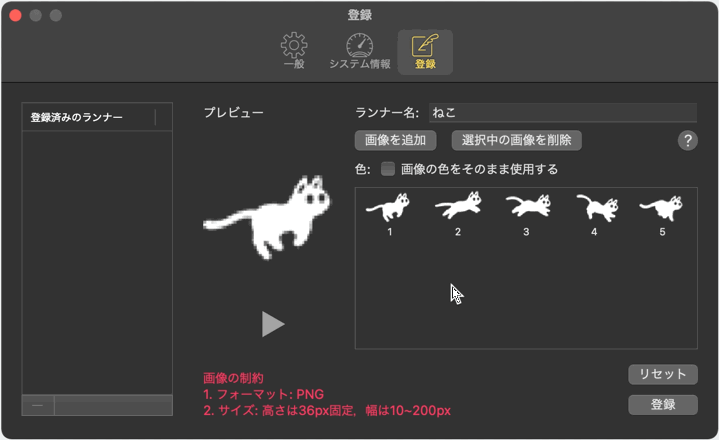 登録
一般
システム情報
登録
登録済みのランナー
プレビュー
ランナー名: ねこ
画像を追加
選択中の画像を削除
?
色: 画像の色をそのまま使用する
1 2 3 4 5
画像の制約
1. フォーマット: PNG
2. サイズ: 高さは36px固定, 幅は10~200px
リセット
登録